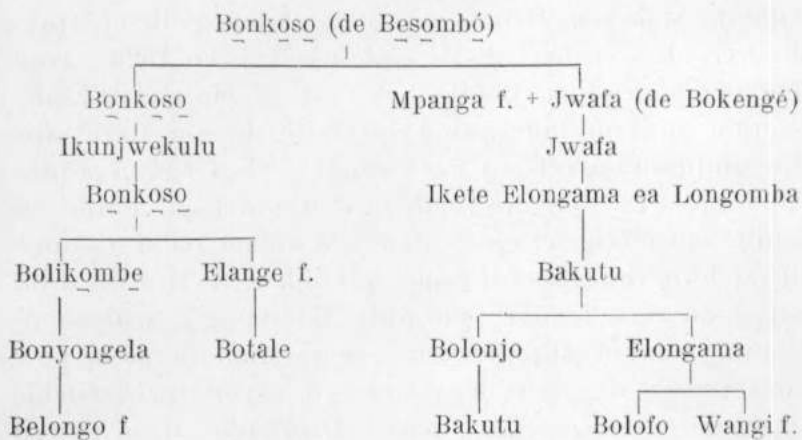 Bonkoso (de Besombó)
Bonkoso Mpanga f. + Jwafa (de Bokengé)
Ikunjwekulu Jwafa
Bonkoso Ikete Elongama ea Longomba
Bolikombe Elange f. Bakutu
Bonyongela Botale Bolonjo Elongama
Belongo f. Bakutu Bolofo Wangi f.